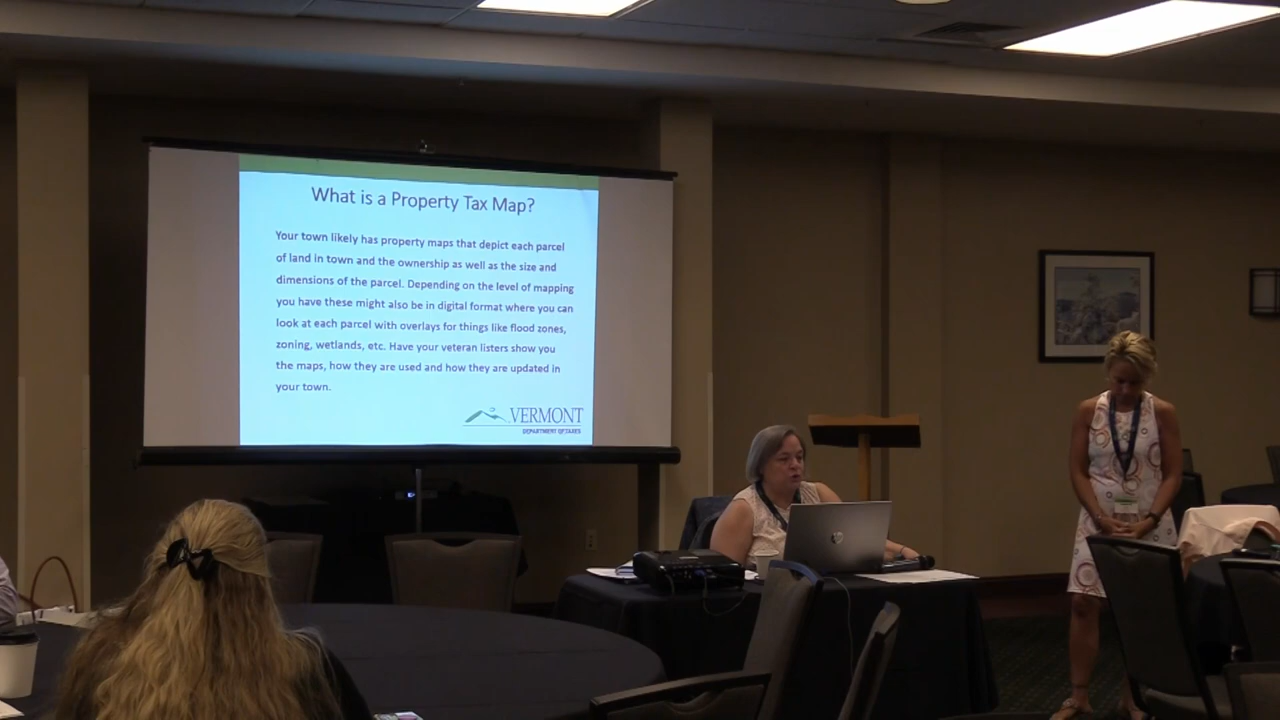 What is a Property Tax Map?
Your town likely has property maps that depict each parcel
of land in town and the ownership as well as the size and
dimensions of the parcel. Depending on the level of mapping
you have these might also be in digital format where you can
look at each parcel with overlays for things like flood zones,
zoning, wetlands, etc. Have your veteran listers show you
the maps, how they are used and how they are updated in
your town.
VERMONT
DEPARTMENT OF TAXES
hp